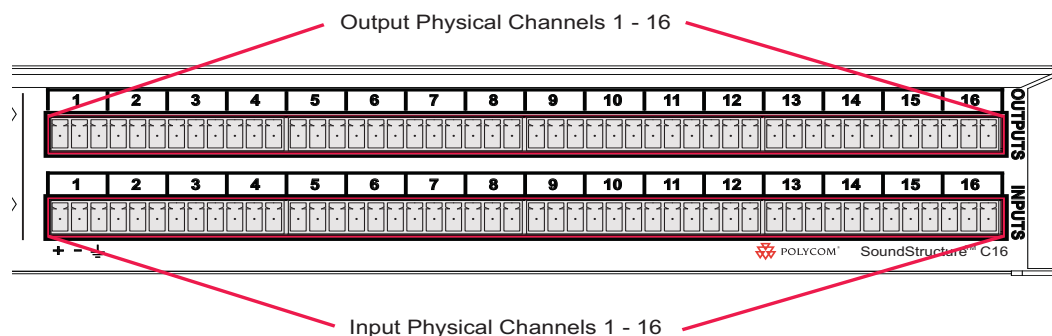 Output Physical Channels 1 - 16
1 2 3 4 5 6 7 8 9 10 11 12 13 14 15 16
OUTPUTS
1 2 3 4 5 6 7 8 9 10 11 12 13 14 15 16
INPUTS
+ -
POLYCOM® SoundStructure™ C16
Input Physical Channels 1 - 16